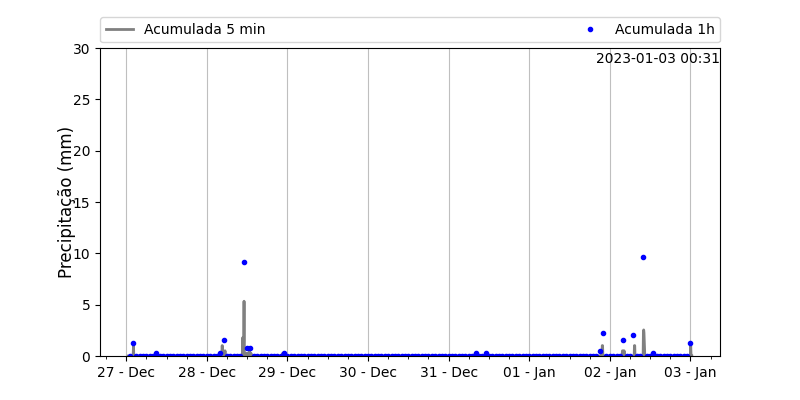 Acumulada 5 min
Acumulada 1h
2023-01-03 00:31
Precipitação (mm)
30
25
20
15
10
5
0
27 - Dec
28 - Dec
29 - Dec
30 - Dec
31 - Dec
01 - Jan
02 - Jan
03 - Jan